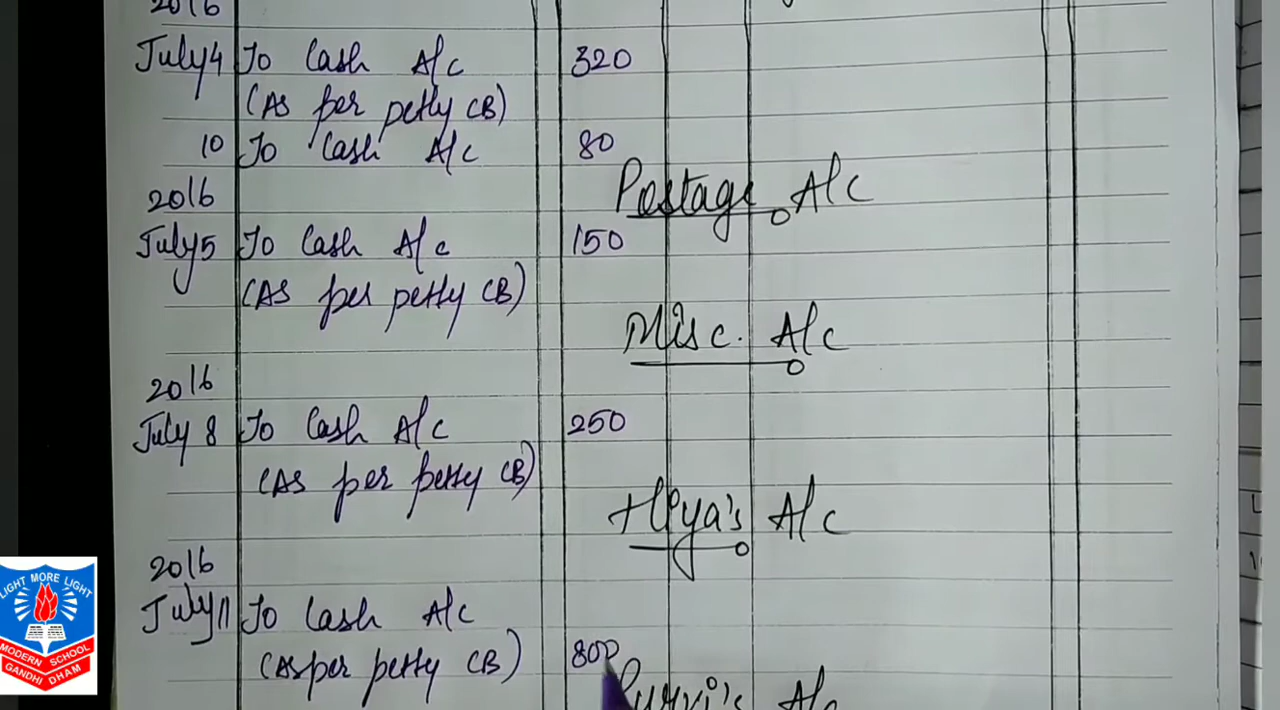 2016
July 4 To Cash A/c 320
(As per petty CB)
10 To Cash A/c 80
Postage A/c
2016
July 5 To Cash A/c 150
(As per petty CB)
Misc. A/c
2016
July 8 To Cash A/c 250
(As per petty CB)
A/c
2016
July 11 To Cash A/c
(As per petty CB) 800
A/c
LIGHT MORE LIGHT
MODERN SCHOOL
GANDHI DHAM